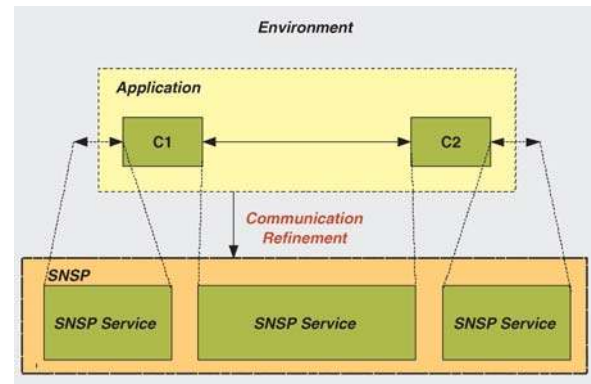 Environment
Application
C1
C2
Communication
Refinement
SNSP
SNSP Service
SNSP Service
SNSP Service